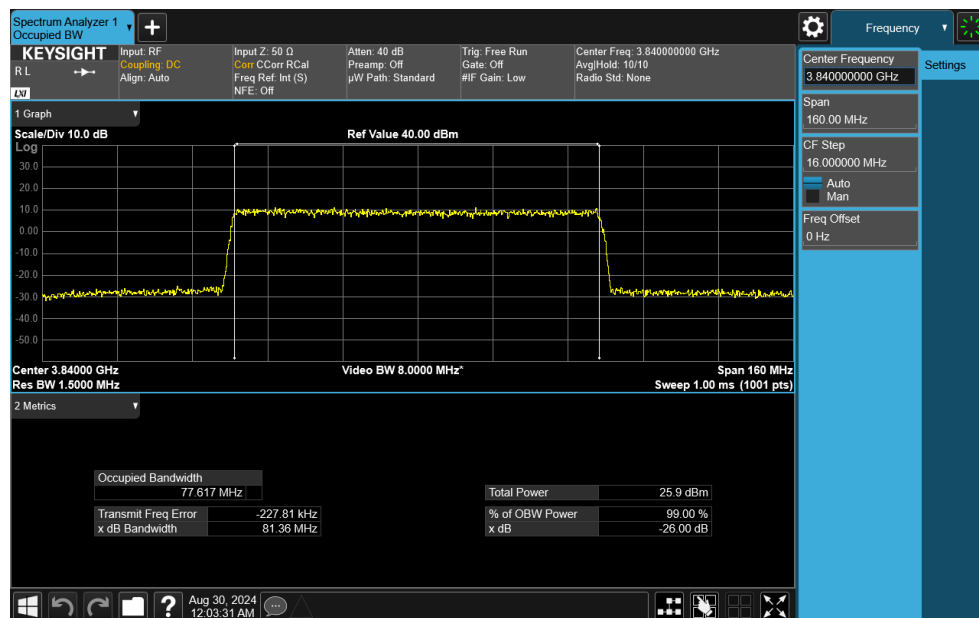 Spectrum Analyzer 1
Occupied BW
+
Frequency
KEYSIGHT
R L
LXI
Input: RF
Coupling: DC
Align: Auto
Input Z: 50 Ω
Corr CCorr RCal
Freq Ref: Int (S)
NFE: Off
Atten: 40 dB
Preamp: Off
µW Path: Standard
Trig: Free Run
Gate: Off
#IF Gain: Low
Center Freq: 3.840000000 GHz
Avg|Hold: 10/10
Radio Std: None
Center Frequency
3.840000000 GHz
Settings
Span
160.00 MHz
CF Step
16.000000 MHz
Auto
Man
Freq Offset
0 Hz
1 Graph
Scale/Div 10.0 dB
Ref Value 40.00 dBm
Log
30.0
20.0
10.0
0.00
-10.0
-20.0
-30.0
-40.0
-50.0
Center 3.84000 GHz
Video BW 8.0000 MHz*
Span 160 MHz
Res BW 1.5000 MHz
Sweep 1.00 ms (1001 pts)
2 Metrics
Occupied Bandwidth
77.617 MHz
Total Power 25.9 dBm
Transmit Freq Error -227.81 kHz
% of OBW Power 99.00 %
x dB Bandwidth 81.36 MHz
x dB -26.00 dB
?
Aug 30, 2024
12:03:31 AM